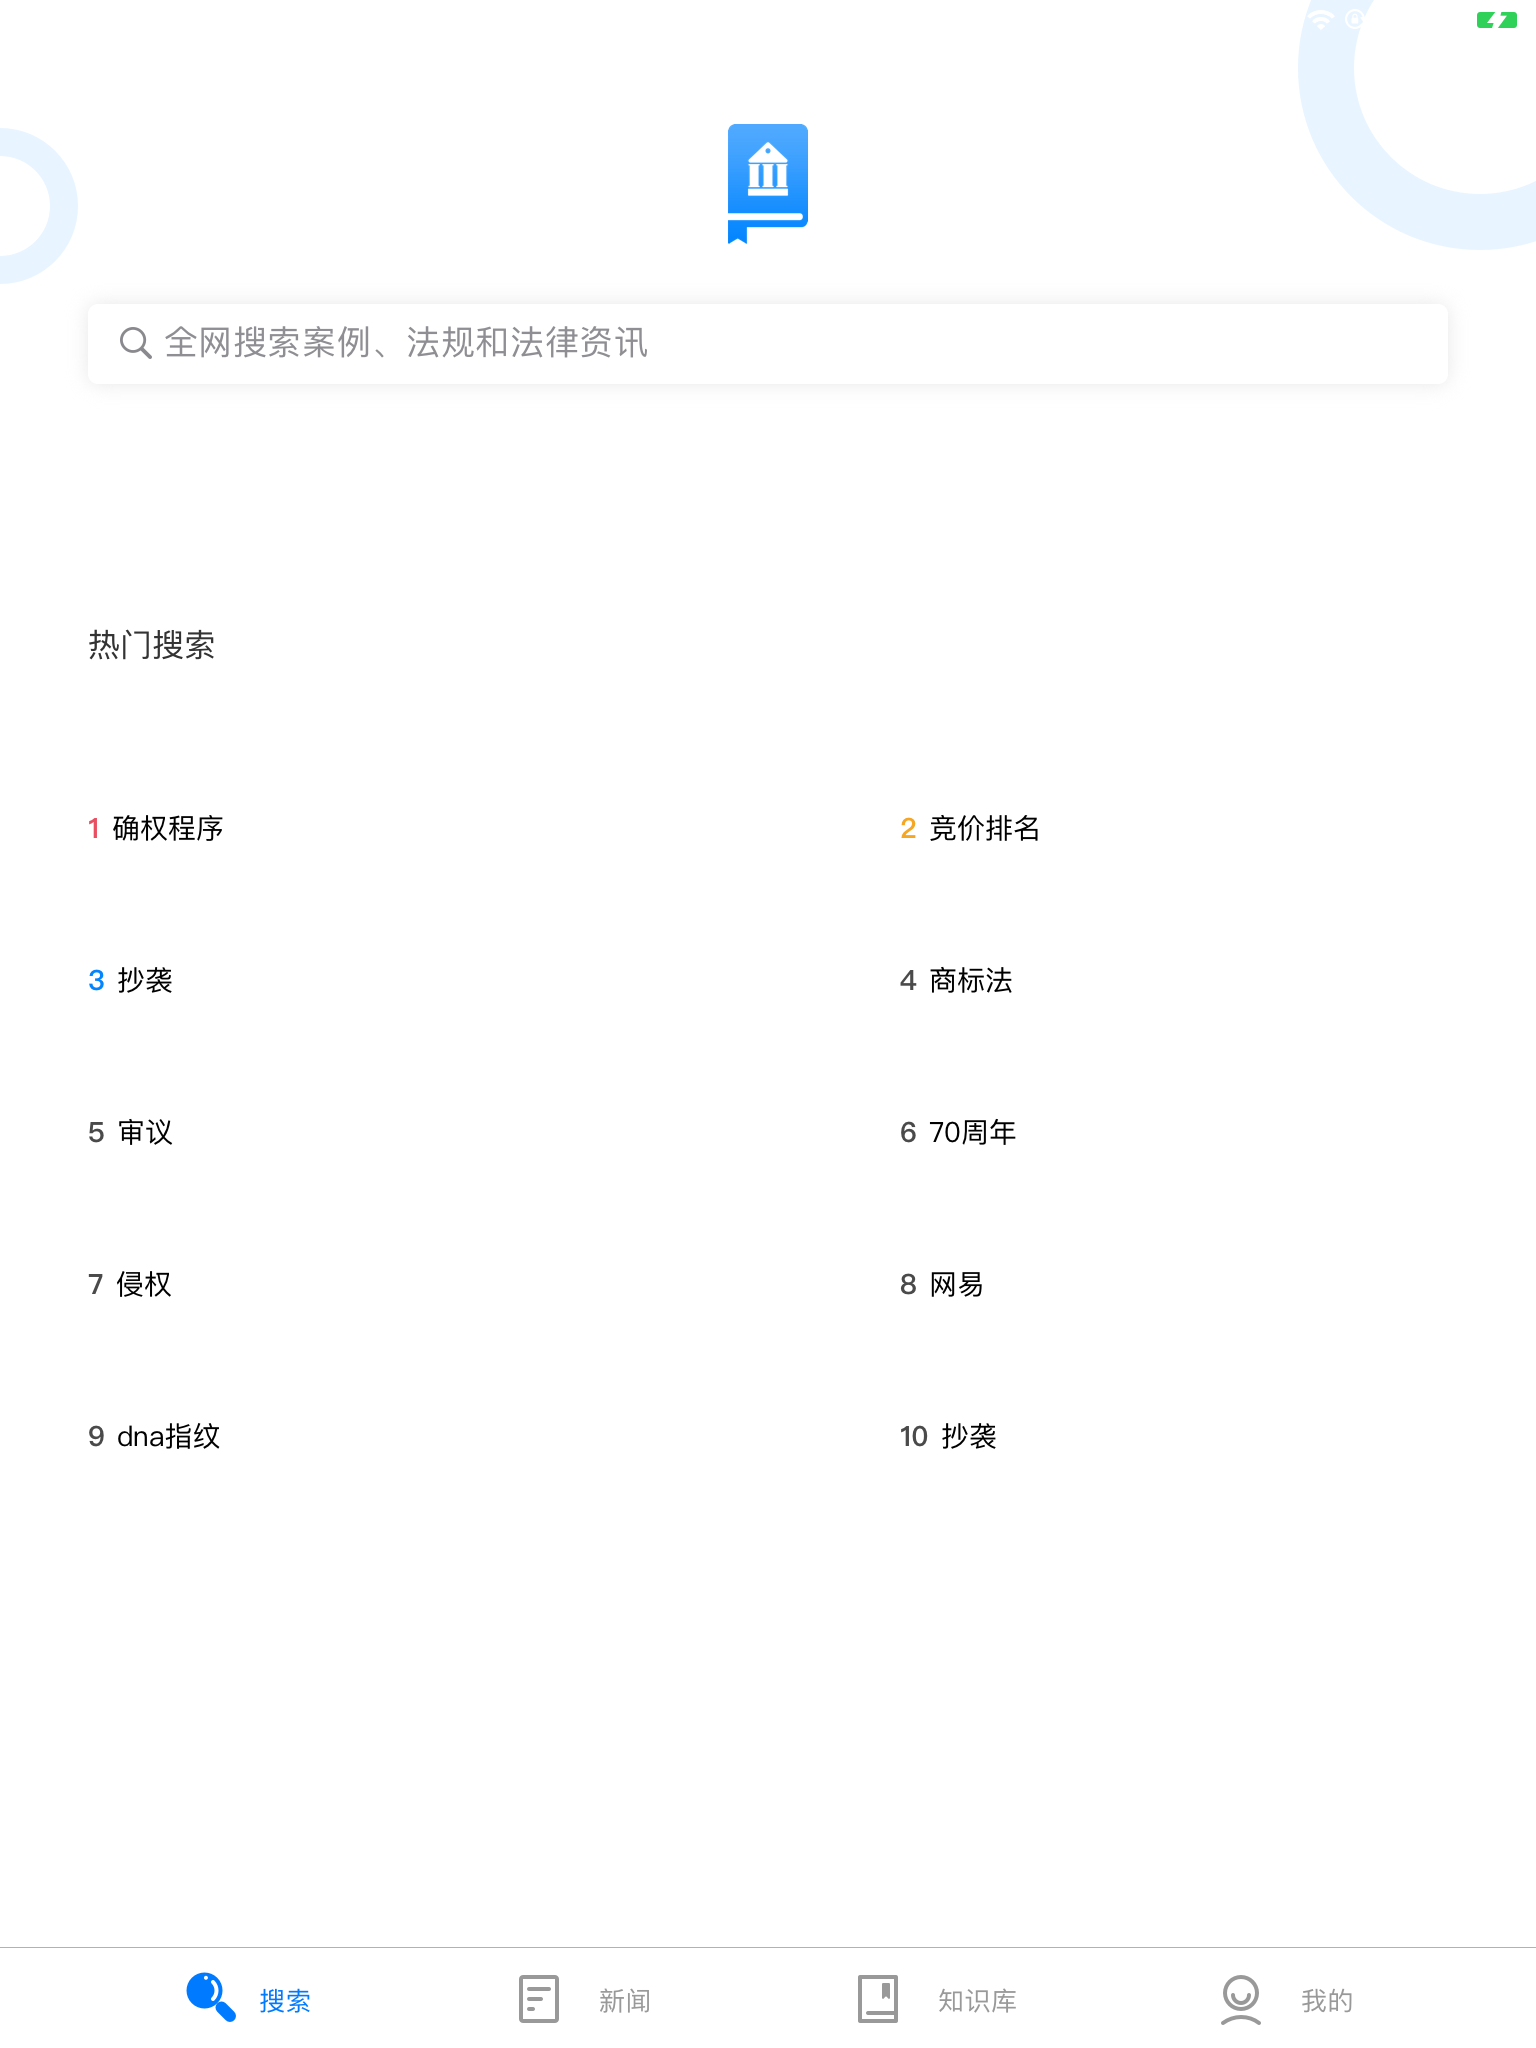 全网搜索案例、法规和法律资讯
热门搜索
1 确权程序
2 竞价排名
3 抄袭
4 商标法
5 审议
6 70周年
7 侵权
8 网易
9 dna指纹
10 抄袭
搜索
新闻
知识库
我的